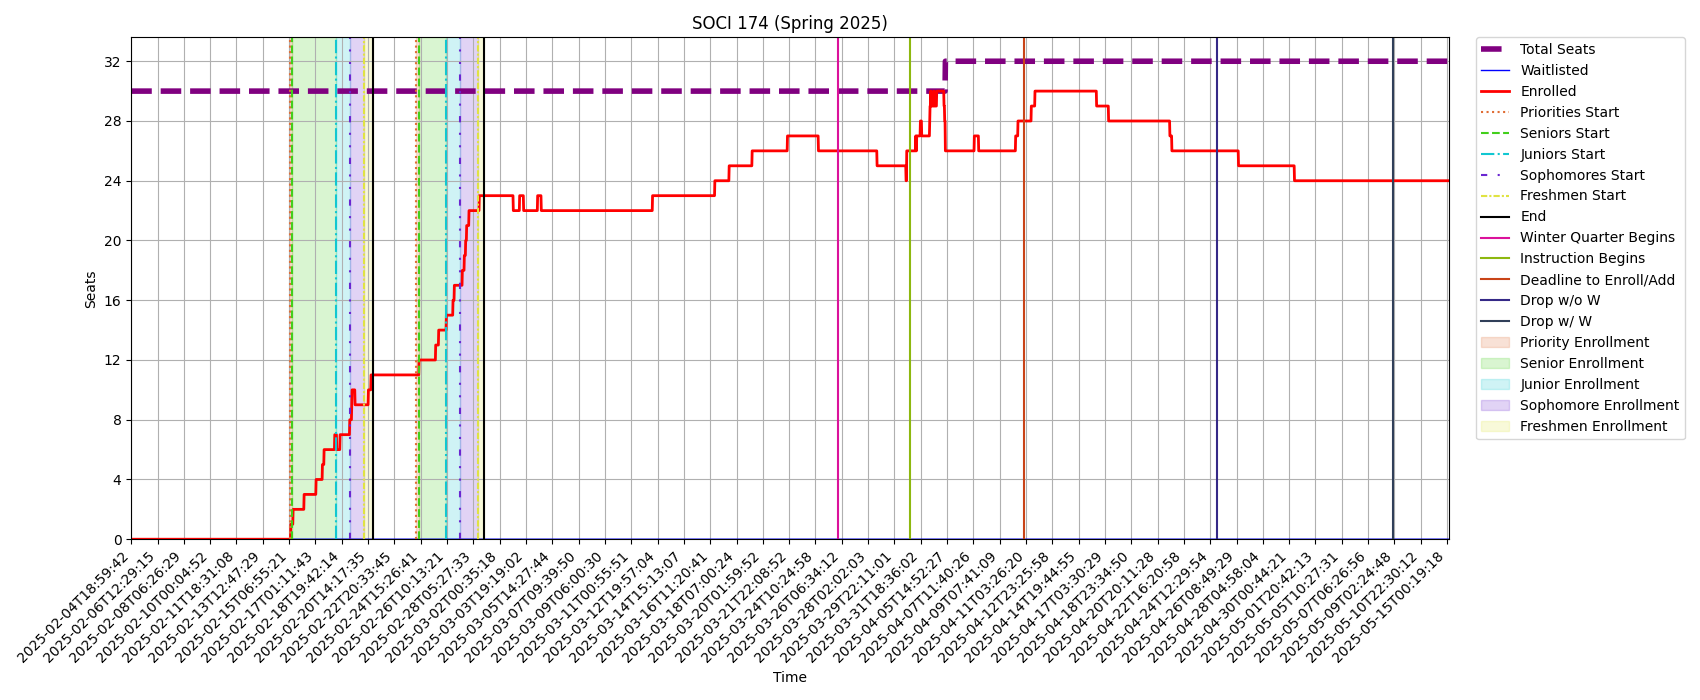 SOCI 174 (Spring 2025)
Seats
32
28
24
20
16
12
8
4
0
2025-02-04T18:59:42
2025-02-06T12:29:15
2025-02-08T06:26:29
2025-02-10T00:04:52
2025-02-11T18:31:08
2025-02-13T12:47:29
2025-02-15T06:55:21
2025-02-17T01:11:43
2025-02-18T19:42:14
2025-02-20T14:17:35
2025-02-22T20:33:45
2025-02-24T15:26:41
2025-02-26T10:13:21
2025-02-28T05:27:33
2025-03-02T00:35:18
2025-03-03T19:19:02
2025-03-05T14:27:44
2025-03-07T09:39:50
2025-03-09T06:00:30
2025-03-11T00:55:51
2025-03-12T19:57:04
2025-03-14T15:13:07
2025-03-16T11:20:41
2025-03-18T07:00:24
2025-03-20T01:59:52
2025-03-21T22:08:52
2025-03-24T10:24:58
2025-03-26T06:34:12
2025-03-28T02:02:03
2025-03-29T22:11:01
2025-03-31T18:36:02
2025-04-05T14:52:27
2025-04-07T11:40:26
2025-04-09T07:41:09
2025-04-11T03:26:20
2025-04-12T23:25:58
2025-04-14T19:44:55
2025-04-17T03:30:29
2025-04-18T23:34:50
2025-04-20T20:11:28
2025-04-22T16:20:58
2025-04-24T12:29:54
2025-04-26T08:49:29
2025-04-28T04:58:04
2025-04-30T00:44:21
2025-05-01T20:42:13
2025-05-05T10:27:31
2025-05-07T06:26:56
2025-05-09T02:24:48
2025-05-10T22:30:12
2025-05-15T00:19:18
Time
Total Seats
Waitlisted
Enrolled
Priorities Start
Seniors Start
Juniors Start
Sophomores Start
Freshmen Start
End
Winter Quarter Begins
Instruction Begins
Deadline to Enroll/Add
Drop w/o W
Drop w/ W
Priority Enrollment
Senior Enrollment
Junior Enrollment
Sophomore Enrollment
Freshmen Enrollment